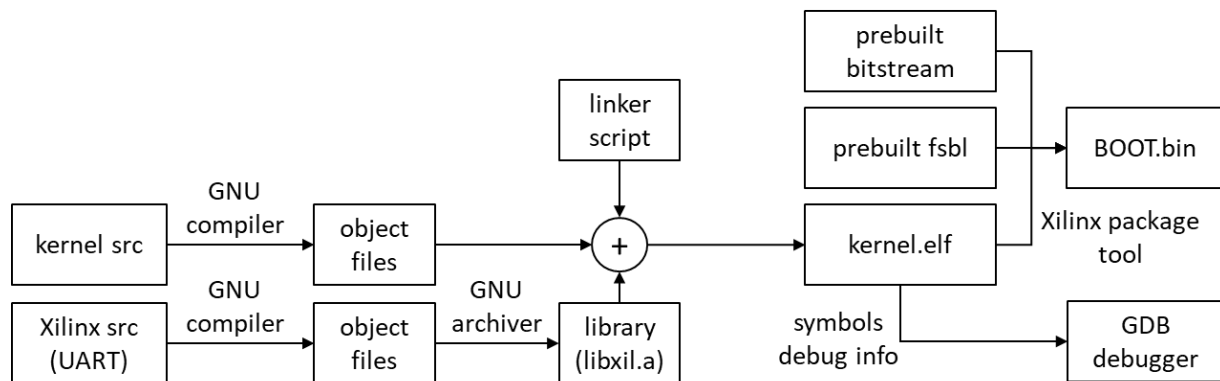 prebuilt
bitstream
linker
script
prebuilt fsbl
BOOT.bin
GNU
compiler
kernel src
object
files
+
kernel.elf
Xilinx package
tool
Xilinx src
(UART)
GNU
compiler
object
files
GNU
archiver
library
(libxil.a)
symbols
debug info
GDB
debugger